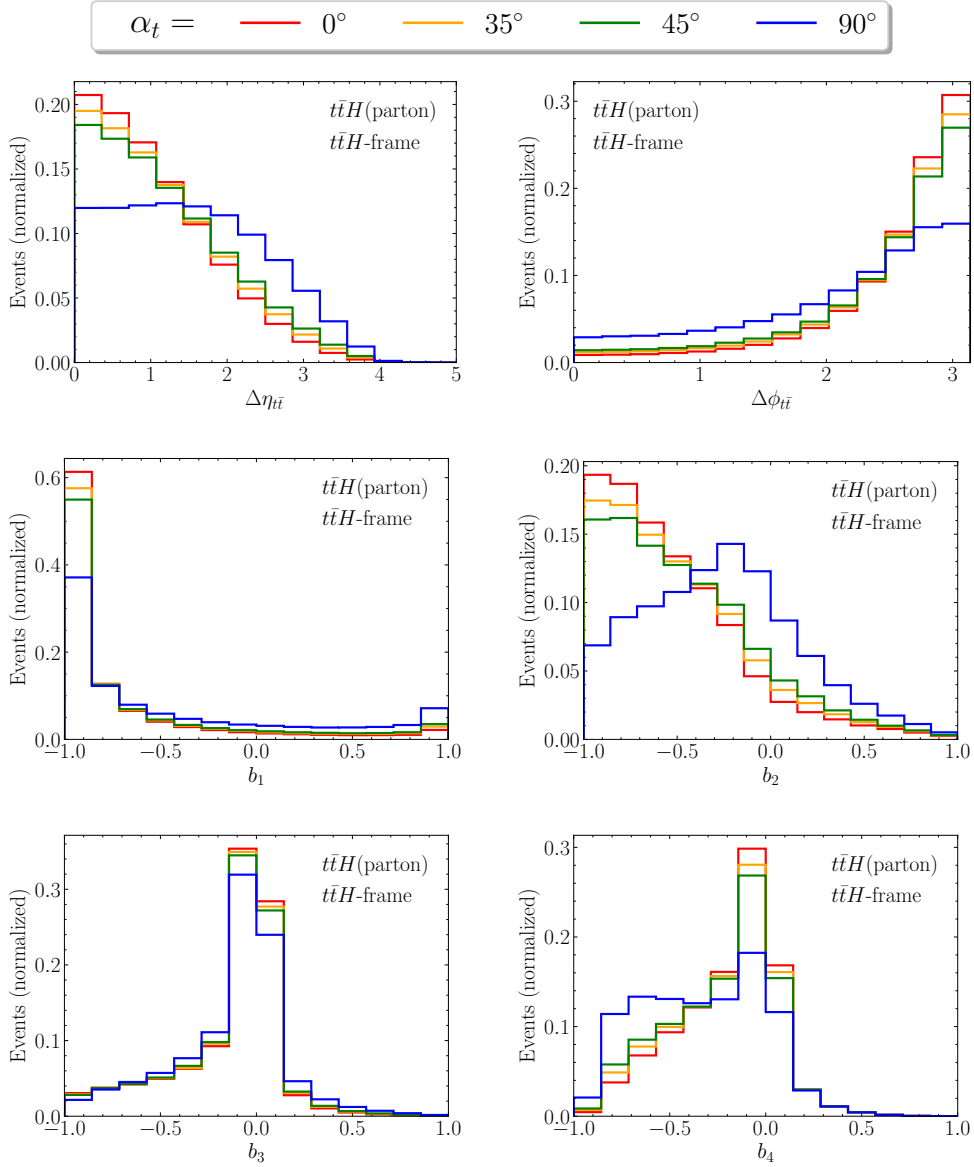 α_t = 0° 35° 45° 90°
Events (normalized)
0.20
0.15
0.10
0.05
0.00
tt̄H(parton)
tt̄H-frame
0 1 2 3 4 5
Δη_tt̄
Events (normalized)
0.3
0.2
0.1
0.0
tt̄H(parton)
tt̄H-frame
0 1 2 3
Δϕ_tt̄
Events (normalized)
0.6
0.4
0.2
0.0
tt̄H(parton)
tt̄H-frame
−1.0 −0.5 0.0 0.5 1.0
b_1
Events (normalized)
0.20
0.15
0.10
0.05
0.00
tt̄H(parton)
tt̄H-frame
−1.0 −0.5 0.0 0.5 1.0
b_2
Events (normalized)
0.3
0.2
0.1
0.0
tt̄H(parton)
tt̄H-frame
−1.0 −0.5 0.0 0.5 1.0
b_3
Events (normalized)
0.3
0.2
0.1
0.0
tt̄H(parton)
tt̄H-frame
−1.0 −0.5 0.0 0.5 1.0
b_4